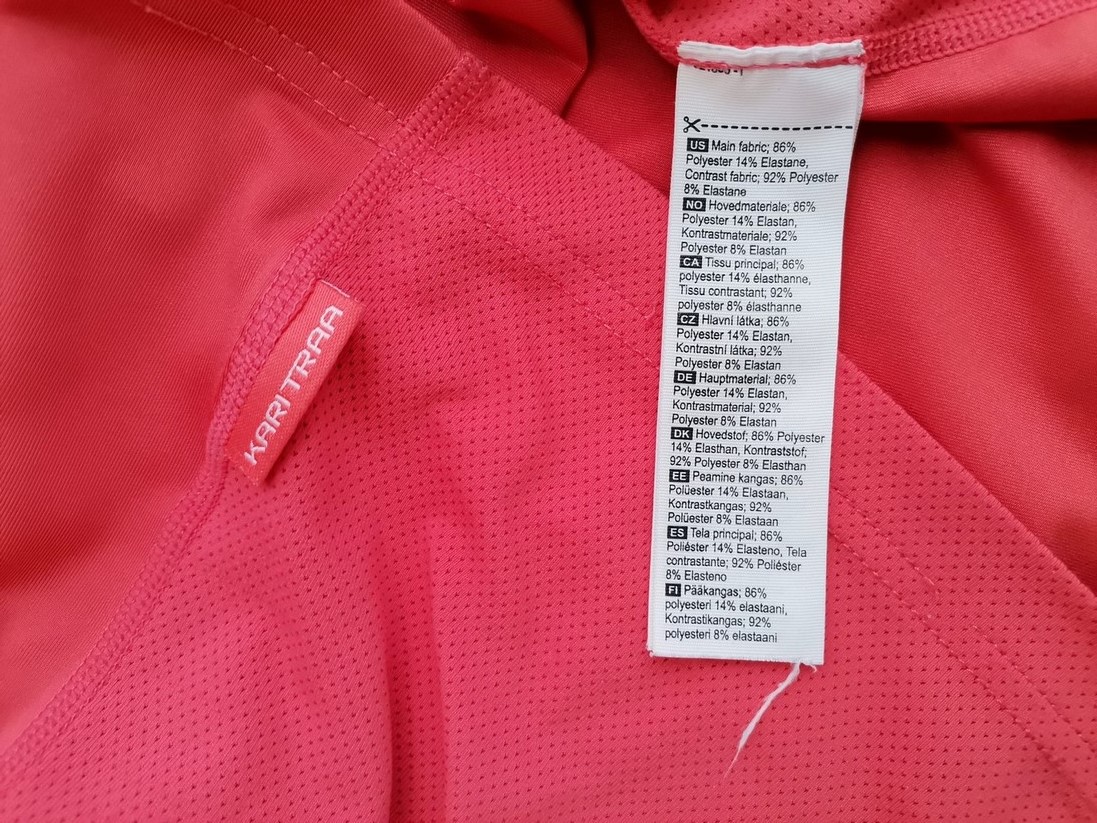 KARI TRAA
US Main fabric; 86%
Polyester 14% Elastane,
Contrast fabric; 92% Polyester
8% Elastane
NO Hovedmateriale; 86%
Polyester 14% Elastan,
Kontrastmateriale; 92%
Polyester 8% Elastan
CA Tissu principal; 86%
polyester 14% élasthanne,
Tissu contrastant; 92%
polyester 8% élasthanne
CZ Hlavní látka; 86%
Polyester 14% Elastan,
Kontrastní látka; 92%
Polyester 8% Elastan
DE Hauptmaterial; 86%
Polyester 14% Elastan,
Kontrastmaterial; 92%
Polyester 8% Elastan
DK Hovedstof; 86% Polyester
14% Elasthan, Kontraststof;
92% Polyester 8% Elasthan
EE Peamine kangas; 86%
Polüester 14% Elastaan,
Kontrastkangas; 92%
Polüester 8% Elastaan
ES Tela principal; 86%
Poliéster 14% Elasteno, Tela
contrastante; 92% Poliéster
8% Elasteno
FI Pääkangas; 86%
polyesteri 14% elastaani,
Kontrastikangas; 92%
polyesteri 8% elastaani